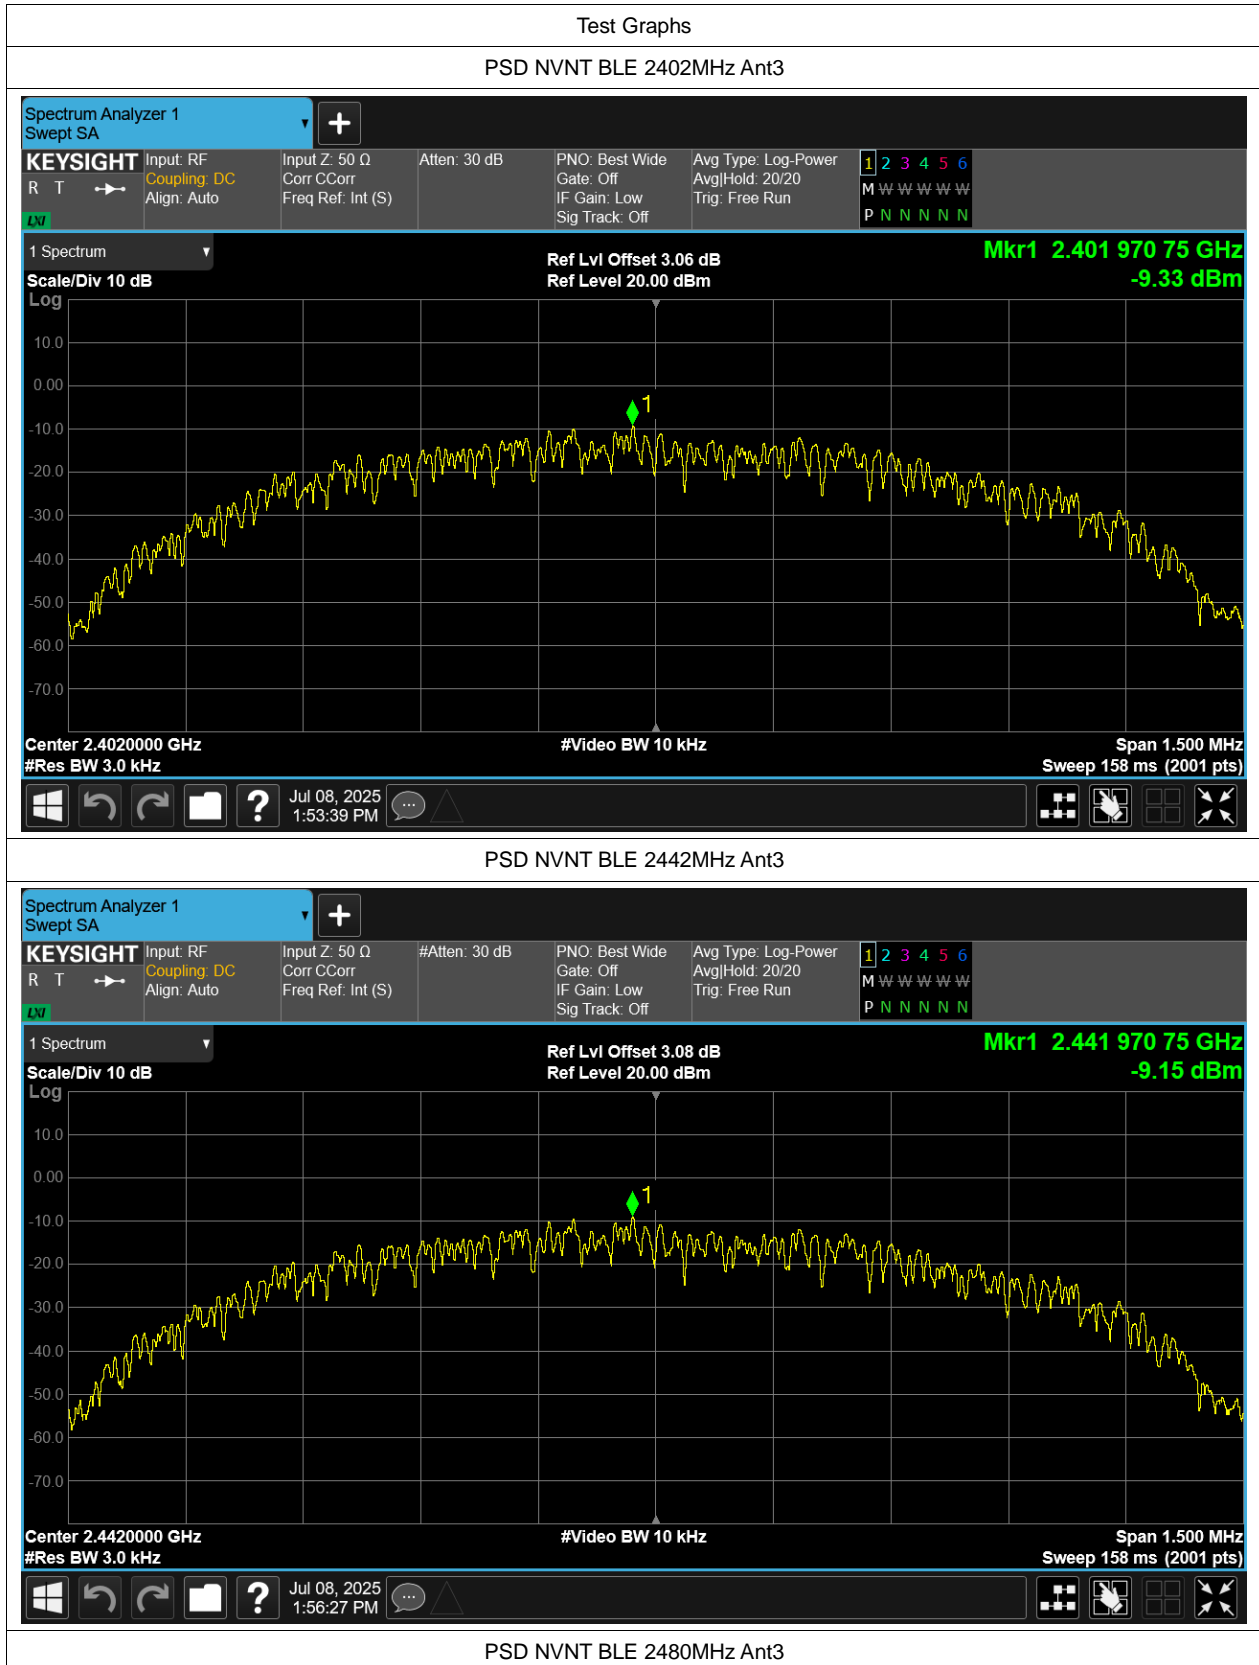 Test Graphs
PSD NVNT BLE 2402MHz Ant3
Spectrum Analyzer 1
Swept SA
KEYSIGHT Input: RF Input Z: 50 Ω Atten: 30 dB PNO: Best Wide Avg Type: Log-Power 1 2 3 4 5 6
R T Coupling: DC Corr CCorr Gate: Off Avg|Hold: 20/20 M W W W W W
Align: Auto Freq Ref: Int (S) IF Gain: Low Trig: Free Run
LXI Sig Track: Off P N N N N N
1 Spectrum Ref Lvl Offset 3.06 dB Mkr1 2.401 970 75 GHz
Scale/Div 10 dB Ref Level 20.00 dBm -9.33 dBm
Log
10.0
0.00
1
-10.0
-20.0
-30.0
-40.0
-50.0
-60.0
-70.0
Center 2.4020000 GHz #Video BW 10 kHz Span 1.500 MHz
#Res BW 3.0 kHz Sweep 158 ms (2001 pts)
? Jul 08, 2025
1:53:39 PM
PSD NVNT BLE 2442MHz Ant3
Spectrum Analyzer 1
Swept SA
KEYSIGHT Input: RF Input Z: 50 Ω #Atten: 30 dB PNO: Best Wide Avg Type: Log-Power 1 2 3 4 5 6
R T Coupling: DC Corr CCorr Gate: Off Avg|Hold: 20/20 M W W W W W
Align: Auto Freq Ref: Int (S) IF Gain: Low Trig: Free Run
LXI Sig Track: Off P N N N N N
1 Spectrum Ref Lvl Offset 3.08 dB Mkr1 2.441 970 75 GHz
Scale/Div 10 dB Ref Level 20.00 dBm -9.15 dBm
Log
10.0
0.00
1
-10.0
-20.0
-30.0
-40.0
-50.0
-60.0
-70.0
Center 2.4420000 GHz #Video BW 10 kHz Span 1.500 MHz
#Res BW 3.0 kHz Sweep 158 ms (2001 pts)
? Jul 08, 2025
1:56:27 PM
PSD NVNT BLE 2480MHz Ant3